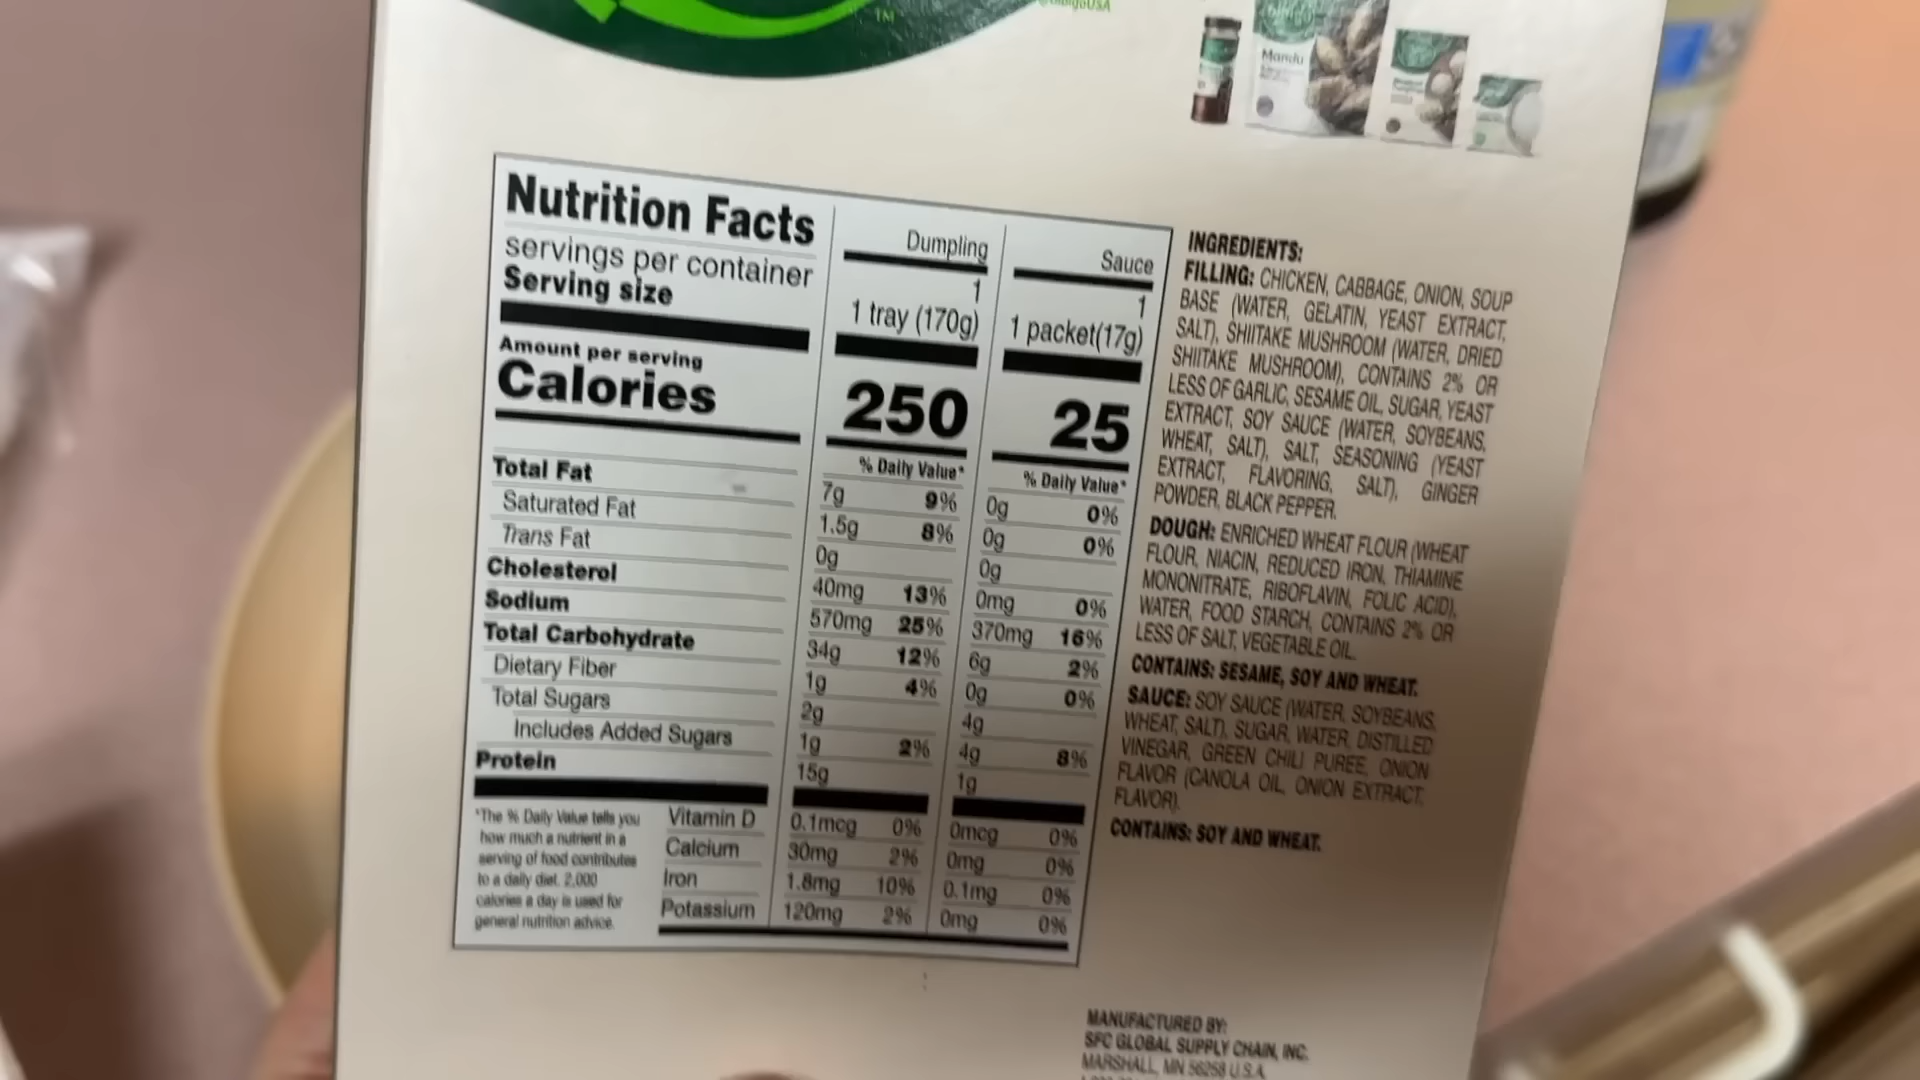 TM
Mandu
Nutrition Facts
servings per container
Serving size
Dumpling
1
1 tray (170g)
Sauce
1
1 packet(17g)
Amount per serving
Calories 250 25
% Daily Value* % Daily Value*
Total Fat 7g 9% 0g 0%
Saturated Fat 1.5g 8% 0g 0%
Trans Fat 0g 0g
Cholesterol 40mg 13% 0mg 0%
Sodium 570mg 25% 370mg 16%
Total Carbohydrate 34g 12% 6g 2%
Dietary Fiber 1g 4% 0g 0%
Total Sugars 2g 4g
Includes Added Sugars 1g 2% 4g 8%
Protein 15g 1g
Vitamin D 0.1mcg 0% 0mcg 0%
Calcium 30mg 2% 0mg 0%
Iron 1.8mg 10% 0.1mg 0%
Potassium 120mg 2% 0mg 0%
*The % Daily Value tells you
how much a nutrient in a
serving of food contributes
to a daily diet. 2,000
calories a day is used for
general nutrition advice.
INGREDIENTS:
FILLING: CHICKEN, CABBAGE, ONION, SOUP
BASE (WATER, GELATIN, YEAST EXTRACT,
SALT), SHIITAKE MUSHROOM (WATER, DRIED
SHIITAKE MUSHROOM), CONTAINS 2% OR
LESS OF GARLIC, SESAME OIL, SUGAR, YEAST
EXTRACT, SOY SAUCE (WATER, SOYBEANS,
WHEAT, SALT), SALT, SEASONING (YEAST
EXTRACT, FLAVORING, SALT), GINGER
POWDER, BLACK PEPPER.
DOUGH: ENRICHED WHEAT FLOUR (WHEAT
FLOUR, NIACIN, REDUCED IRON, THIAMINE
MONONITRATE, RIBOFLAVIN, FOLIC ACID),
WATER, FOOD STARCH, CONTAINS 2% OR
LESS OF SALT, VEGETABLE OIL.
CONTAINS: SESAME, SOY AND WHEAT.
SAUCE: SOY SAUCE (WATER, SOYBEANS,
WHEAT, SALT), SUGAR, WATER, DISTILLED
VINEGAR, GREEN CHILI PUREE, ONION
FLAVOR (CANOLA OIL, ONION EXTRACT,
FLAVOR).
CONTAINS: SOY AND WHEAT.
MANUFACTURED BY:
SFC GLOBAL SUPPLY CHAIN, INC.
MARSHALL, MN 56258 U.S.A.